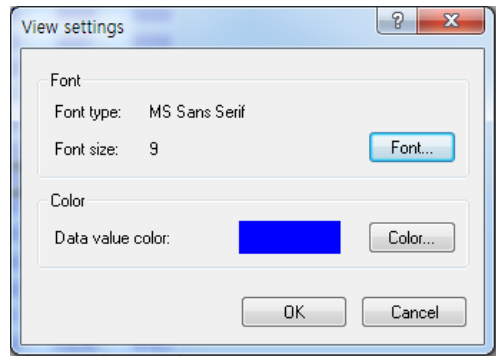 View settings
?
X
Font
Font type: MS Sans Serif
Font size: 9 Font...
Color
Data value color: Color...
OK Cancel